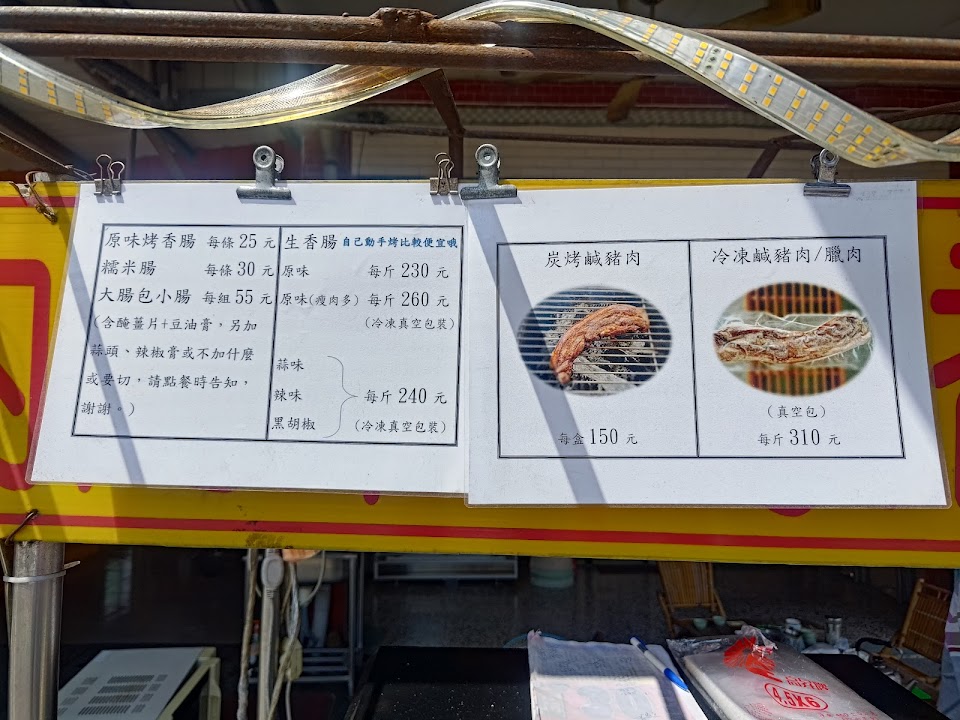 原味烤香腸 每條 25 元
糯米腸 每條 30 元
大腸包小腸 每組 55 元
(含醃薑片+豆油膏,另加
蒜頭、辣椒膏或不加什麼
或要切,請點餐時告知,
謝謝。)
生香腸 自己動手烤比較便宜哦
原味 每斤 230 元
原味(瘦肉多) 每斤 260 元
(冷凍真空包裝)
蒜味
辣味 每斤 240 元
黑胡椒 (冷凍真空包裝)
炭烤鹹豬肉
每盒 150 元
冷凍鹹豬肉/臘肉
(真空包)
每斤 310 元
4.5KG